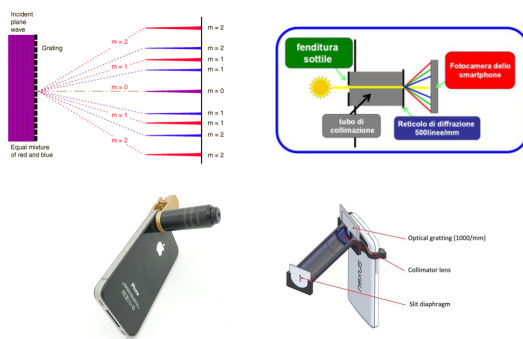 Incident
plane
wave
Grating
m = 2
m = 1
m = 0
m = 1
m = 2
m = 2
m = 2
m = 1
m = 1
m = 0
m = 1
m = 1
m = 2
m = 2
Equal mixture
of red and blue
fenditura
sottile
Fotocamera dello
smartphone
tubo di
collimazione
Reticolo di diffrazione
500linee/mm
iPhone
Optical gratting (1000/mm)
Collimator lens
Slit diaphragm
nexus